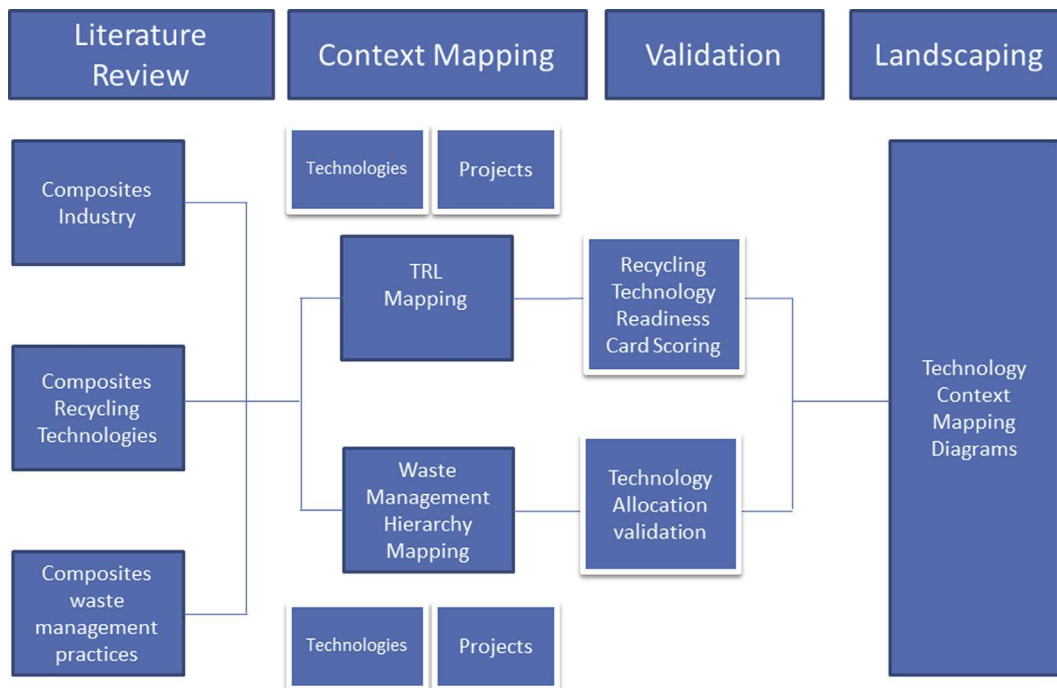 Literature
Review
Context Mapping
Validation
Landscaping
Composites
Industry
Composites
Recycling
Technologies
Composites
waste
management
practices
Technologies
Projects
TRL
Mapping
Waste
Management
Hierarchy
Mapping
Technologies
Projects
Recycling
Technology
Readiness
Card Scoring
Technology
Allocation
validation
Technology
Context
Mapping
Diagrams